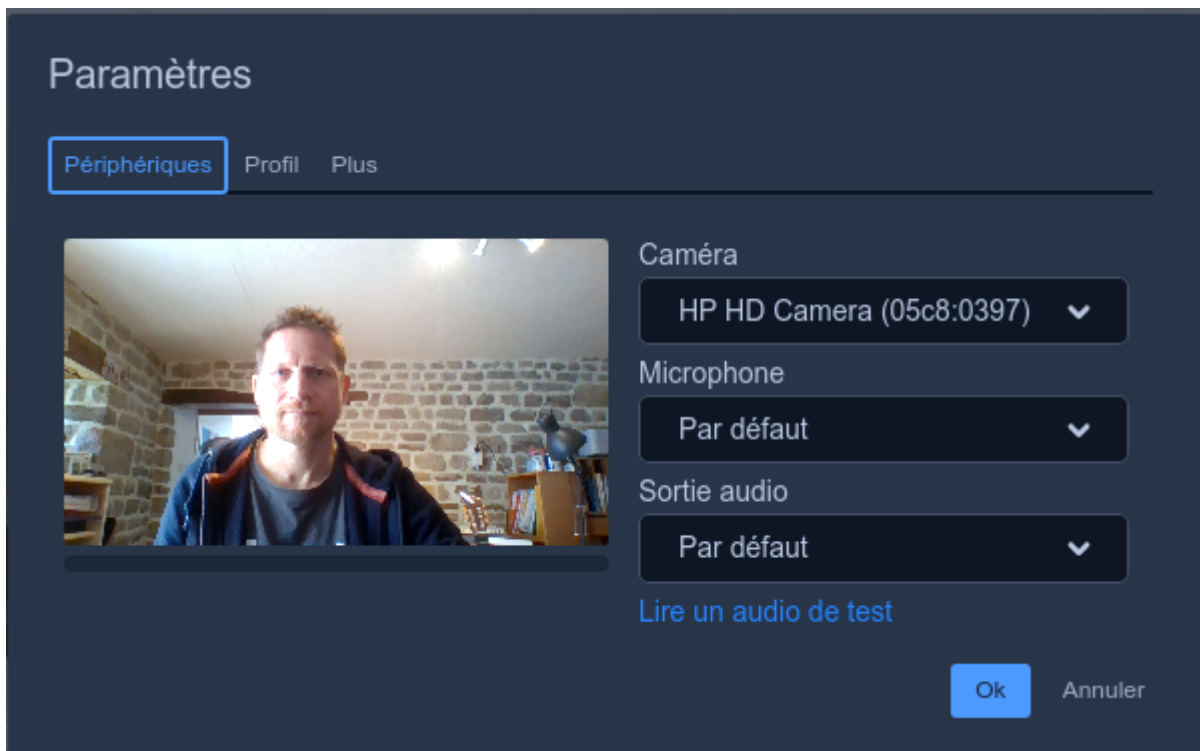 Paramètres
Périphériques Profil Plus
Caméra
HP HD Camera (05c8:0397)
Microphone
Par défaut
Sortie audio
Par défaut
Lire un audio de test
Ok Annuler